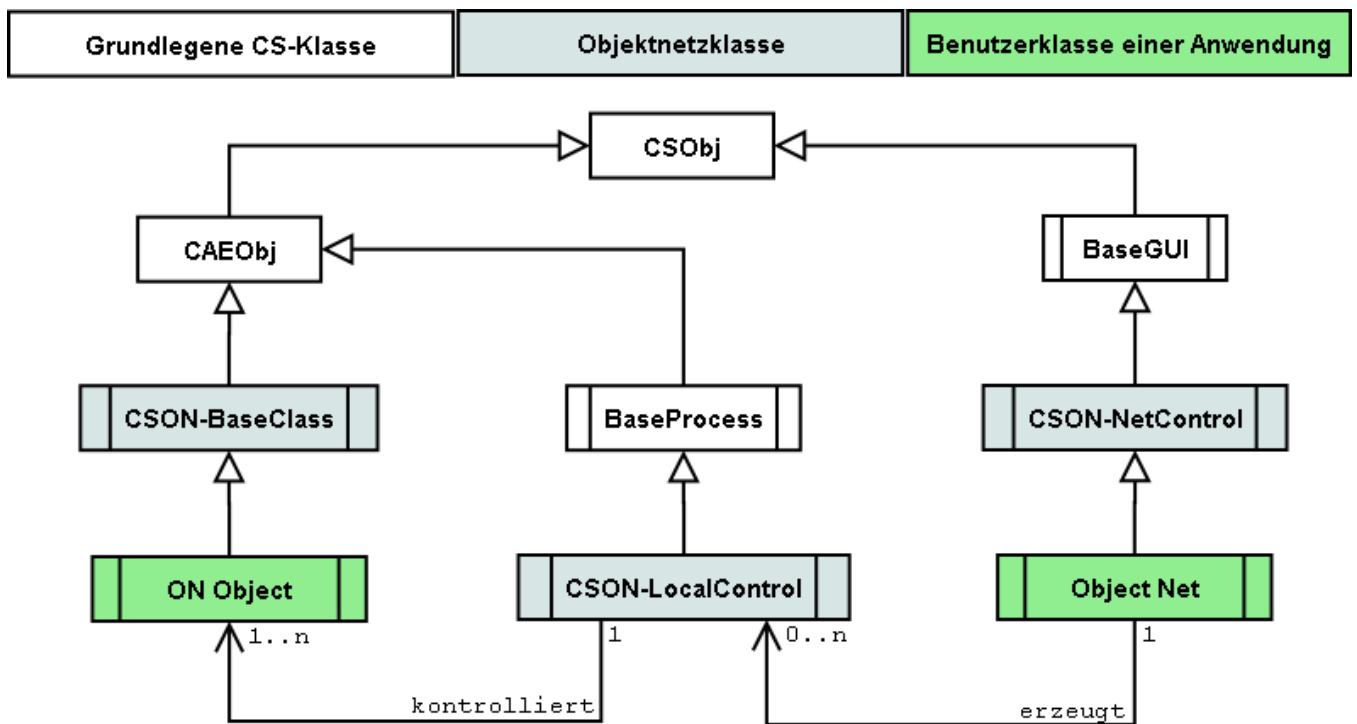 Grundlegene CS-Klasse
Objektnetzklasse
Benutzerklasse einer Anwendung
CSObj
CAEObj
BaseGUI
CSON-BaseClass
BaseProcess
CSON-NetControl
ON Object
CSON-LocalControl
Object Net
1..n
1
0..n
1
kontrolliert
erzeugt